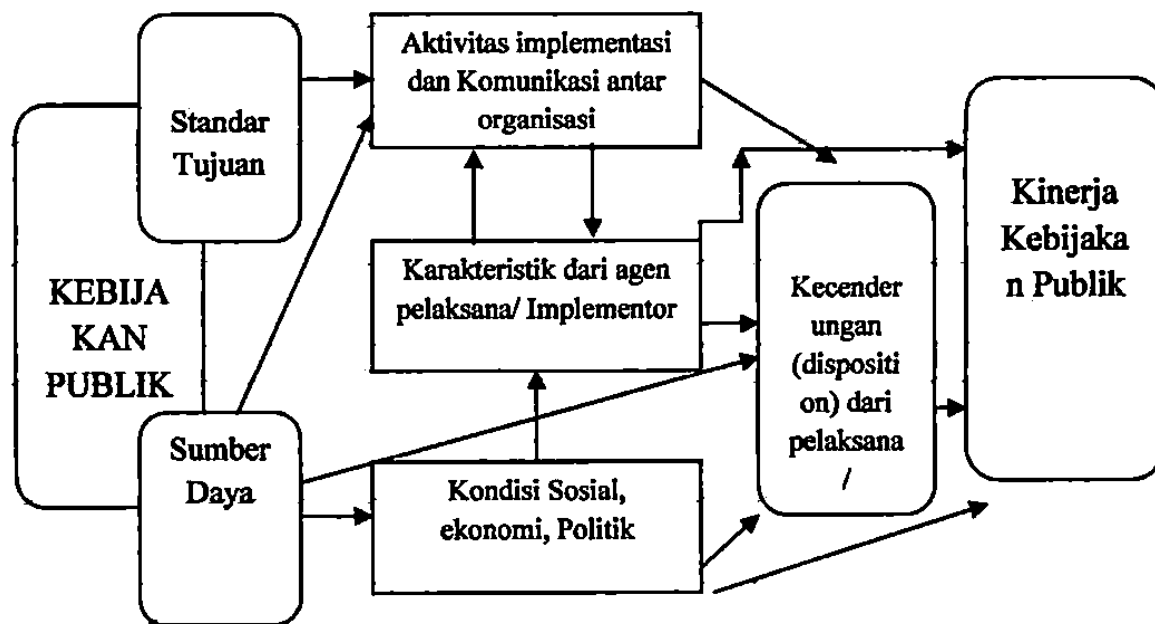 Standar
Tujuan
KEBIJA
KAN
PUBLIK
Sumber
Daya
Aktivitas implementasi
dan Komunikasi antar
organisasi
Karakteristik dari agen
pelaksana/ Implementor
Kondisi Sosial,
ekonomi, Politik
Kecender
ungan
(dispositi
on) dari
pelaksana
/
Kinerja
Kebijaka
n Publik